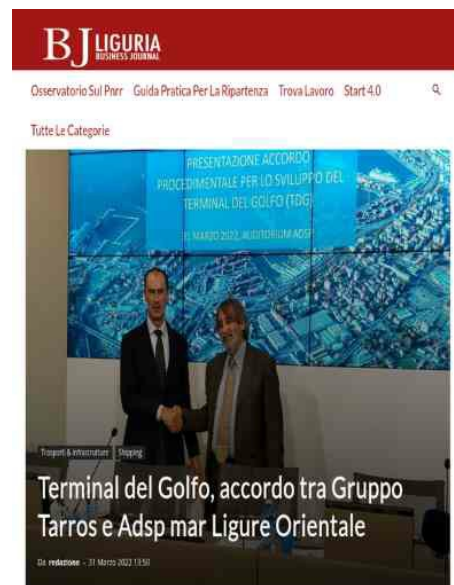 BJ LIGURIA
BUSINESS JOURNAL
Osservatorio Sul Pnrr Guida Pratica Per La Ripartenza Trova Lavoro Start 4.0
Tutte Le Categorie
PRESENTAZIONE ACCORDO
PROCEDIMENTALE PER LO SVILUPPO DEL
TERMINAL DEL GOLFO (TDG)
31 MARZO 2022, AUDITORIUM ADSP
Trasporti & infrastrutture Shipping
Terminal del Golfo, accordo tra Gruppo
Tarros e Adsp mar Ligure Orientale
Da redazione - 31 Marzo 2022 13:50